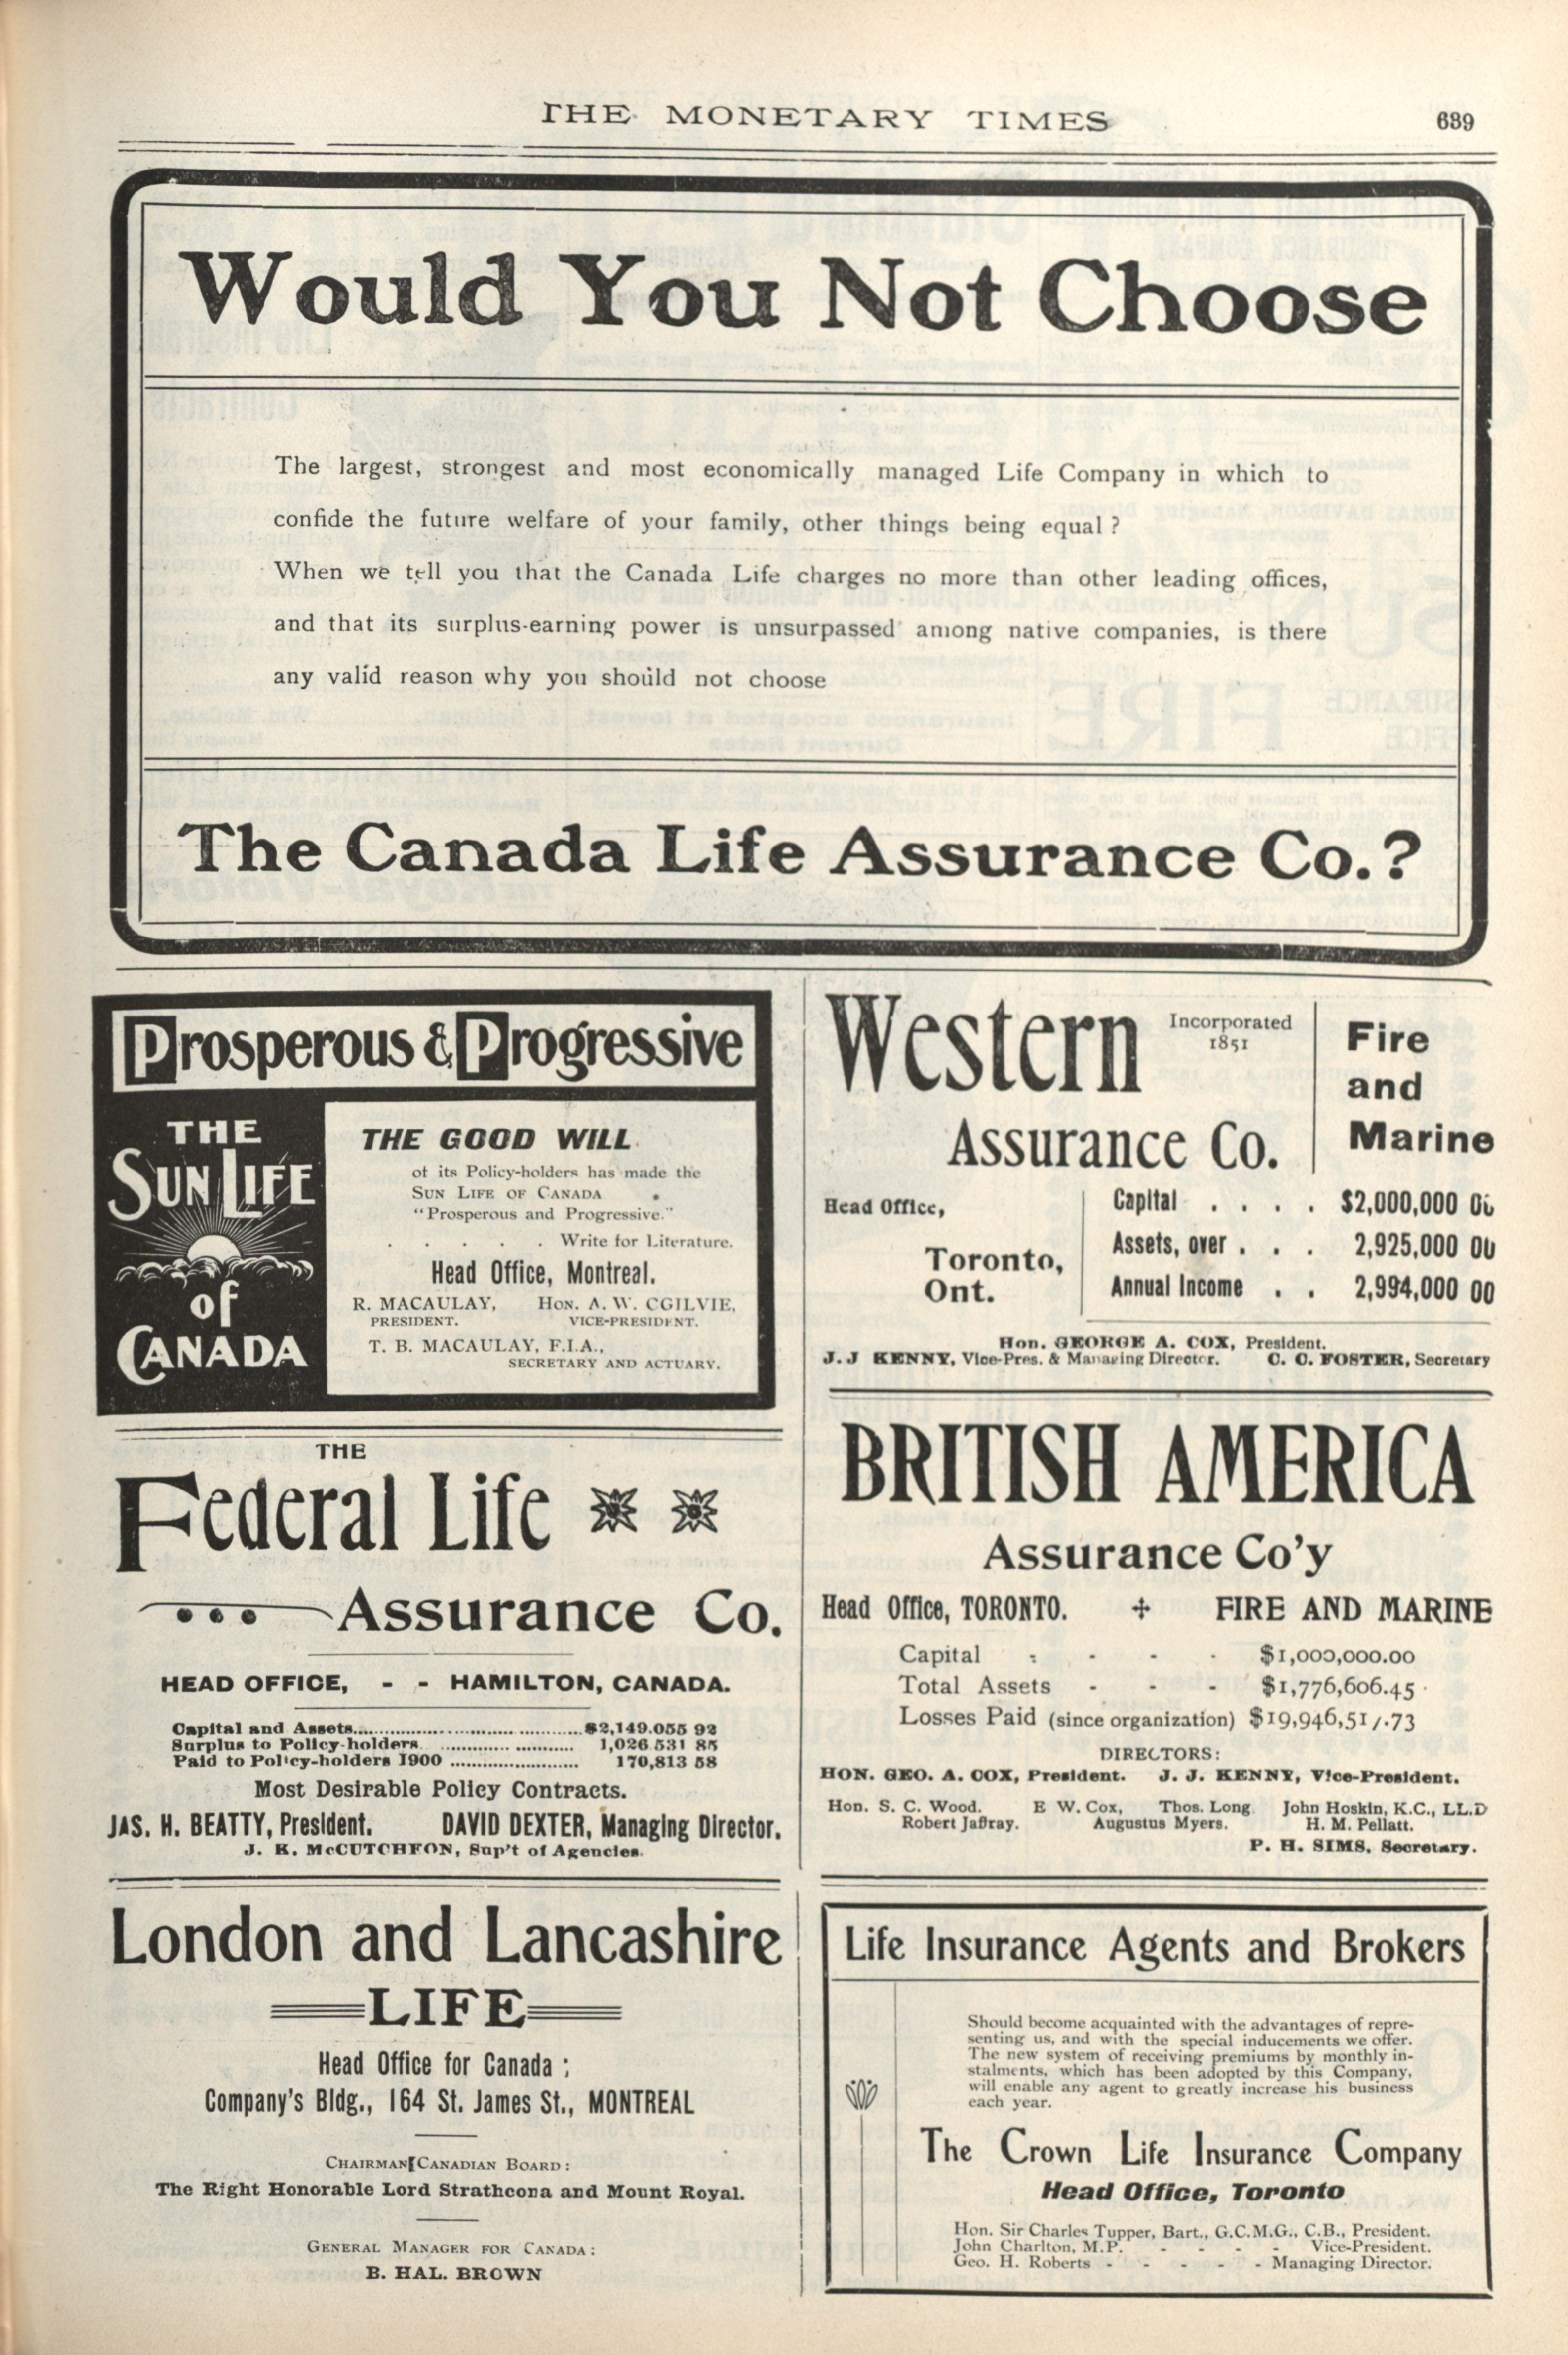 THE MONETARY TIMES
639
Would You Not Choose
The largest, strongest and most economically managed Life Company in which to
confide the future welfare of your family, other things being equal?
When we tell you that the Canada Life charges no more than other leading offices,
and that its surplus-earning power is unsurpassed among native companies, is there
any valid reason why you should not choose
The Canada Life Assurance Co.?
Prosperous & Progressive
THE
SUN LIFE
of
CANADA
THE GOOD WILL
of its Policy-holders has made the
SUN LIFE OF CANADA
"Prosperous and Progressive."
. . . . . Write for Literature.
Head Office, Montreal.
R. MACAULAY, HON. A. W. OGILVIE,
PRESIDENT. VICE-PRESIDENT.
T. B. MACAULAY, F.I.A.,
SECRETARY AND ACTUARY.
THE
Federal Life
Assurance Co.
HEAD OFFICE, - - HAMILTON, CANADA.
Capital and Assets.......... $2,149.055 92
Surplus to Policy-holders.......... 1,026 531 85
Paid to Policy-holders 1900 .......... 170,813 58
Most Desirable Policy Contracts.
JAS. H. BEATTY, President. DAVID DEXTER, Managing Director.
J. K. McCUTCHEON, Sup't of Agencies.
London and Lancashire
LIFE
Head Office for Canada ;
Company's Bldg., 164 St. James St., MONTREAL
CHAIRMAN CANADIAN BOARD:
The Right Honorable Lord Strathcona and Mount Royal.
GENERAL MANAGER FOR CANADA:
B. HAL. BROWN
Western
Incorporated
1851
Assurance Co.
Fire
and
Marine
Head Office,
Toronto,
Ont.
Capital . . . . $2,000,000 00
Assets, over . . . 2,925,000 00
Annual Income . . 2,994,000 00
Hon. GEORGE A. COX, President.
J. J KENNY, Vice-Pres. & Managing Director. C. C. FOSTER, Secretary
BRITISH AMERICA
Assurance Co'y
Head Office, TORONTO. FIRE AND MARINE
Capital - - - - $1,000,000.00
Total Assets - - - $1,776,606.45
Losses Paid (since organization) $19,946,517.73
DIRECTORS:
HON. GEO. A. COX, President. J. J. KENNY, Vice-President.
Hon. S. C. Wood. E W. Cox, Thos. Long John Hoskin, K.C., LL.D
Robert Jaffray. Augustus Myers. H. M. Pellatt.
P. H. SIMS, Secretary.
Life Insurance Agents and Brokers
Should become acquainted with the advantages of repre-
senting us, and with the special inducements we offer.
The new system of receiving premiums by monthly in-
stalments, which has been adopted by this Company,
will enable any agent to greatly increase his business
each year.
The Crown Life Insurance Company
Head Office, Toronto
Hon. Sir Charles Tupper, Bart., G.C.M.G., C.B., President.
John Charlton, M.P. - - - - Vice-President.
Geo. H. Roberts - - - - - Managing Director.